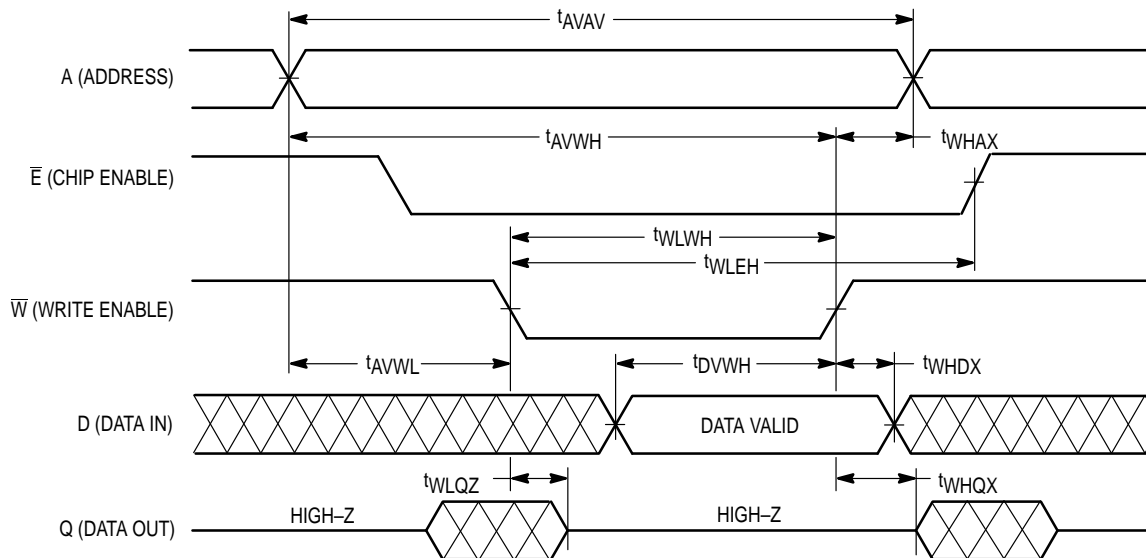 tAVAV
A (ADDRESS)
tAVWH
tWHAX
E (CHIP ENABLE)
tWLWH
tWLEH
W (WRITE ENABLE)
tAVWL
tDVWH
tWHDX
D (DATA IN)
DATA VALID
tWLQZ
tWHQX
Q (DATA OUT)
HIGH–Z
HIGH–Z